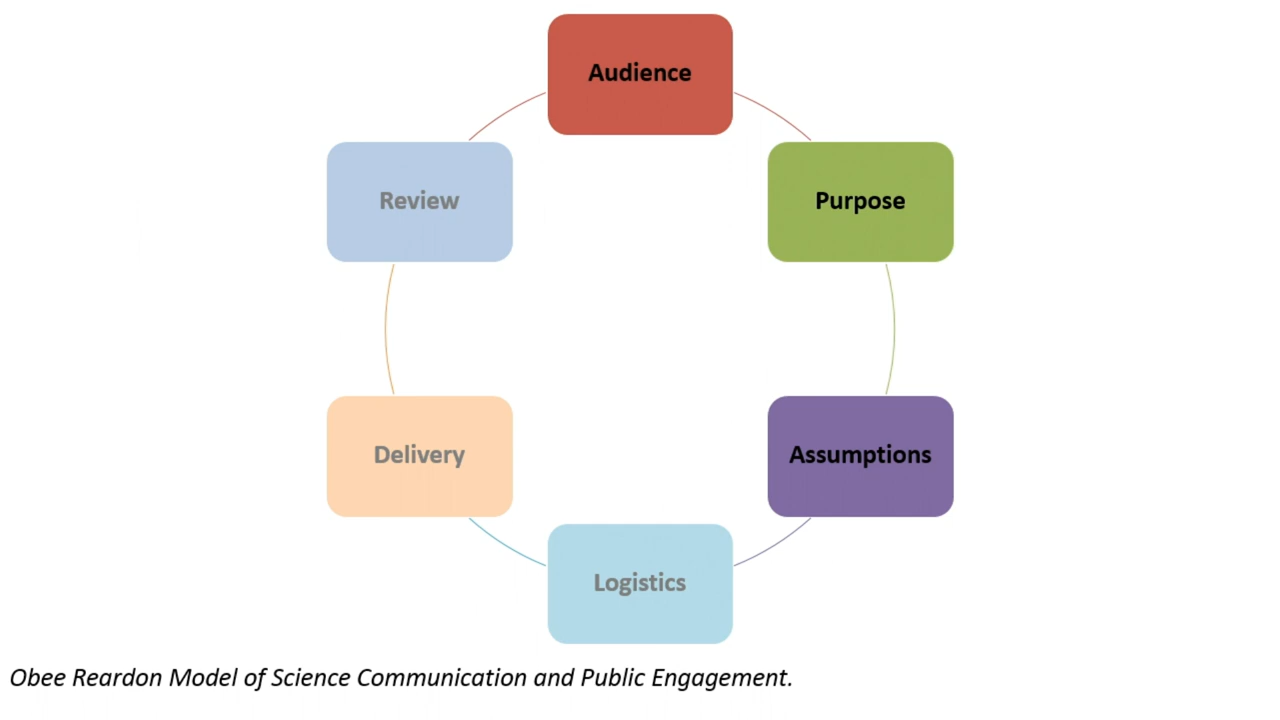 Audience
Review
Purpose
Delivery
Assumptions
Logistics
Obee Reardon Model of Science Communication and Public Engagement.